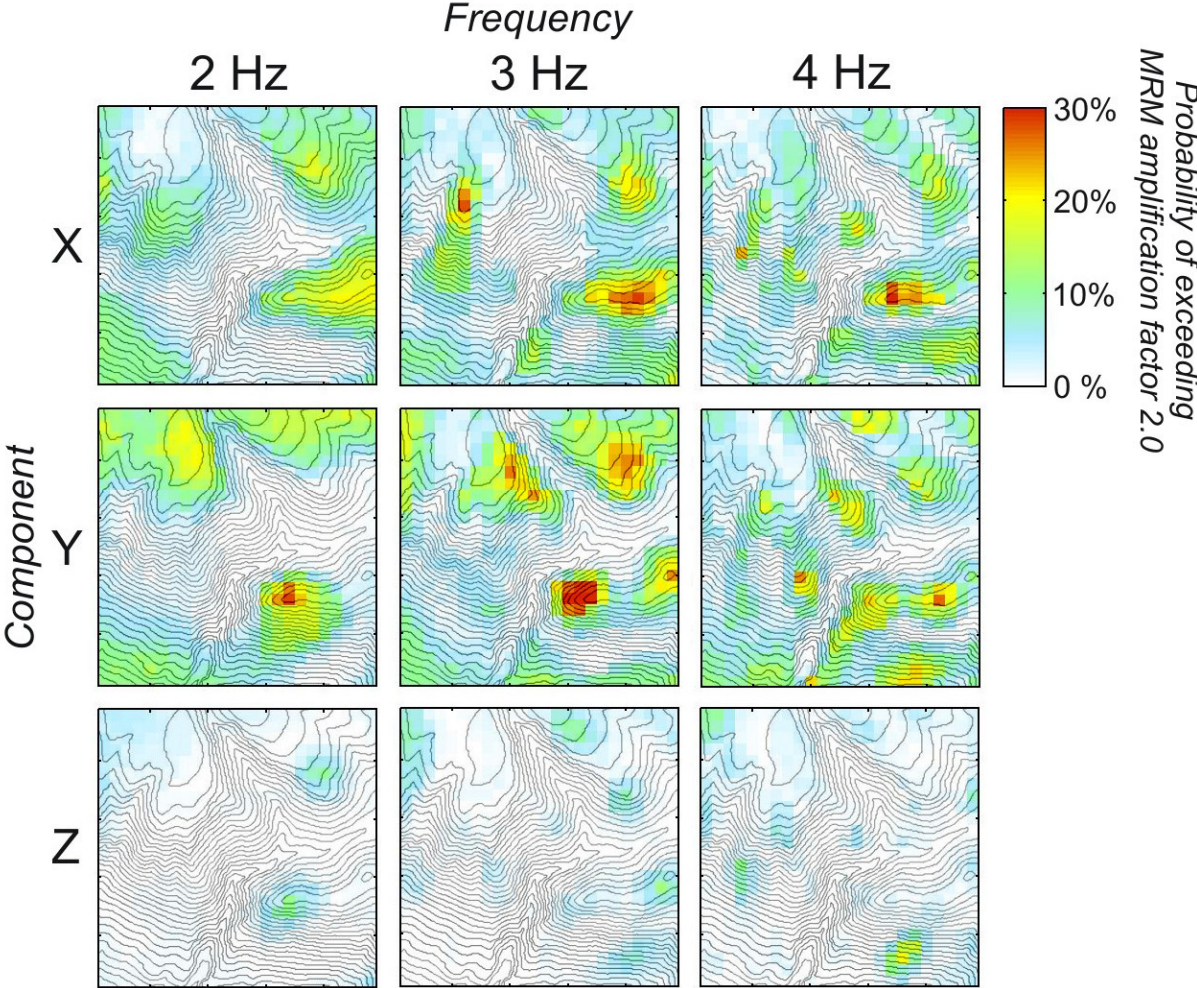 Frequency
2 Hz
3 Hz
4 Hz
X
Y
Z
Component
30%
20%
10%
0 %
Probability of exceeding
MRM amplification factor 2.0